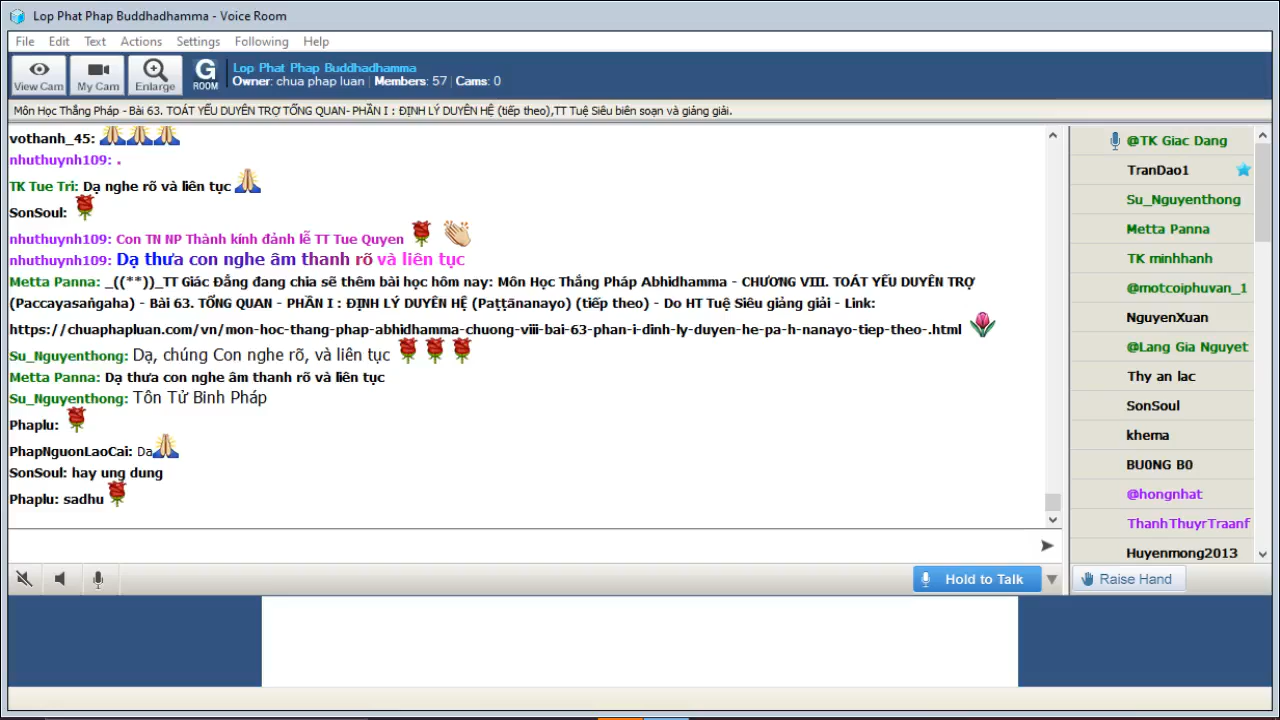 Lop Phat Phap Buddhadhamma - Voice Room
File Edit Text Actions Settings Following Help
View Cam My Cam Enlarge G ROOM
Lop Phat Phap Buddhadhamma
Owner: chua phap luan | Members: 57 | Cams: 0
Môn Học Thắng Pháp - Bài 63. TOÁT YẾU DUYÊN TRỢ TỔNG QUAN- PHẦN I : ĐỊNH LÝ DUYÊN HỆ (tiếp theo),TT Tuệ Siêu biên soạn và giảng giải.
vothanh_45:
nhuthuynh109: .
TK Tue Tri: Dạ nghe rõ và liên tục
SonSoul:
nhuthuynh109: Con TN NP Thành kính đảnh lễ TT Tue Quyen
nhuthuynh109: Dạ thưa con nghe âm thanh rõ và liên tục
Metta Panna: _((**))_TT Giác Đẳng đang chia sẽ thêm bài học hôm nay: Môn Học Thắng Pháp Abhidhamma - CHƯƠNG VIII. TOÁT YẾU DUYÊN TRỢ
(Paccayasaṅgaha) - Bài 63. TỔNG QUAN - PHẦN I : ĐỊNH LÝ DUYÊN HỆ (Paṭṭānanayo) (tiếp theo) - Do HT Tuệ Siêu giảng giải - Link:
https://chuaphapluan.com/vn/mon-hoc-thang-phap-abhidhamma-chuong-viii-bai-63-phan-i-dinh-ly-duyen-he-pa-h-nanayo-tiep-theo-.html
Su_Nguyenthong: Dạ, chúng Con nghe rõ, và liên tục
Metta Panna: Dạ thưa con nghe âm thanh rõ và liên tục
Su_Nguyenthong: Tôn Tử Binh Pháp
Phaplu:
PhapNguonLaoCai: Da
SonSoul: hay ung dung
Phaplu: sadhu
@TK Giac Dang
TranDao1
Su_Nguyenthong
Metta Panna
TK minhhanh
@motcoiphuvan_1
NguyenXuan
@Lang Gia Nguyet
Thy an lac
SonSoul
khema
BU0NG B0
@hongnhat
ThanhThuyrTraanf
Huyenmong2013
Hold to Talk
Raise Hand